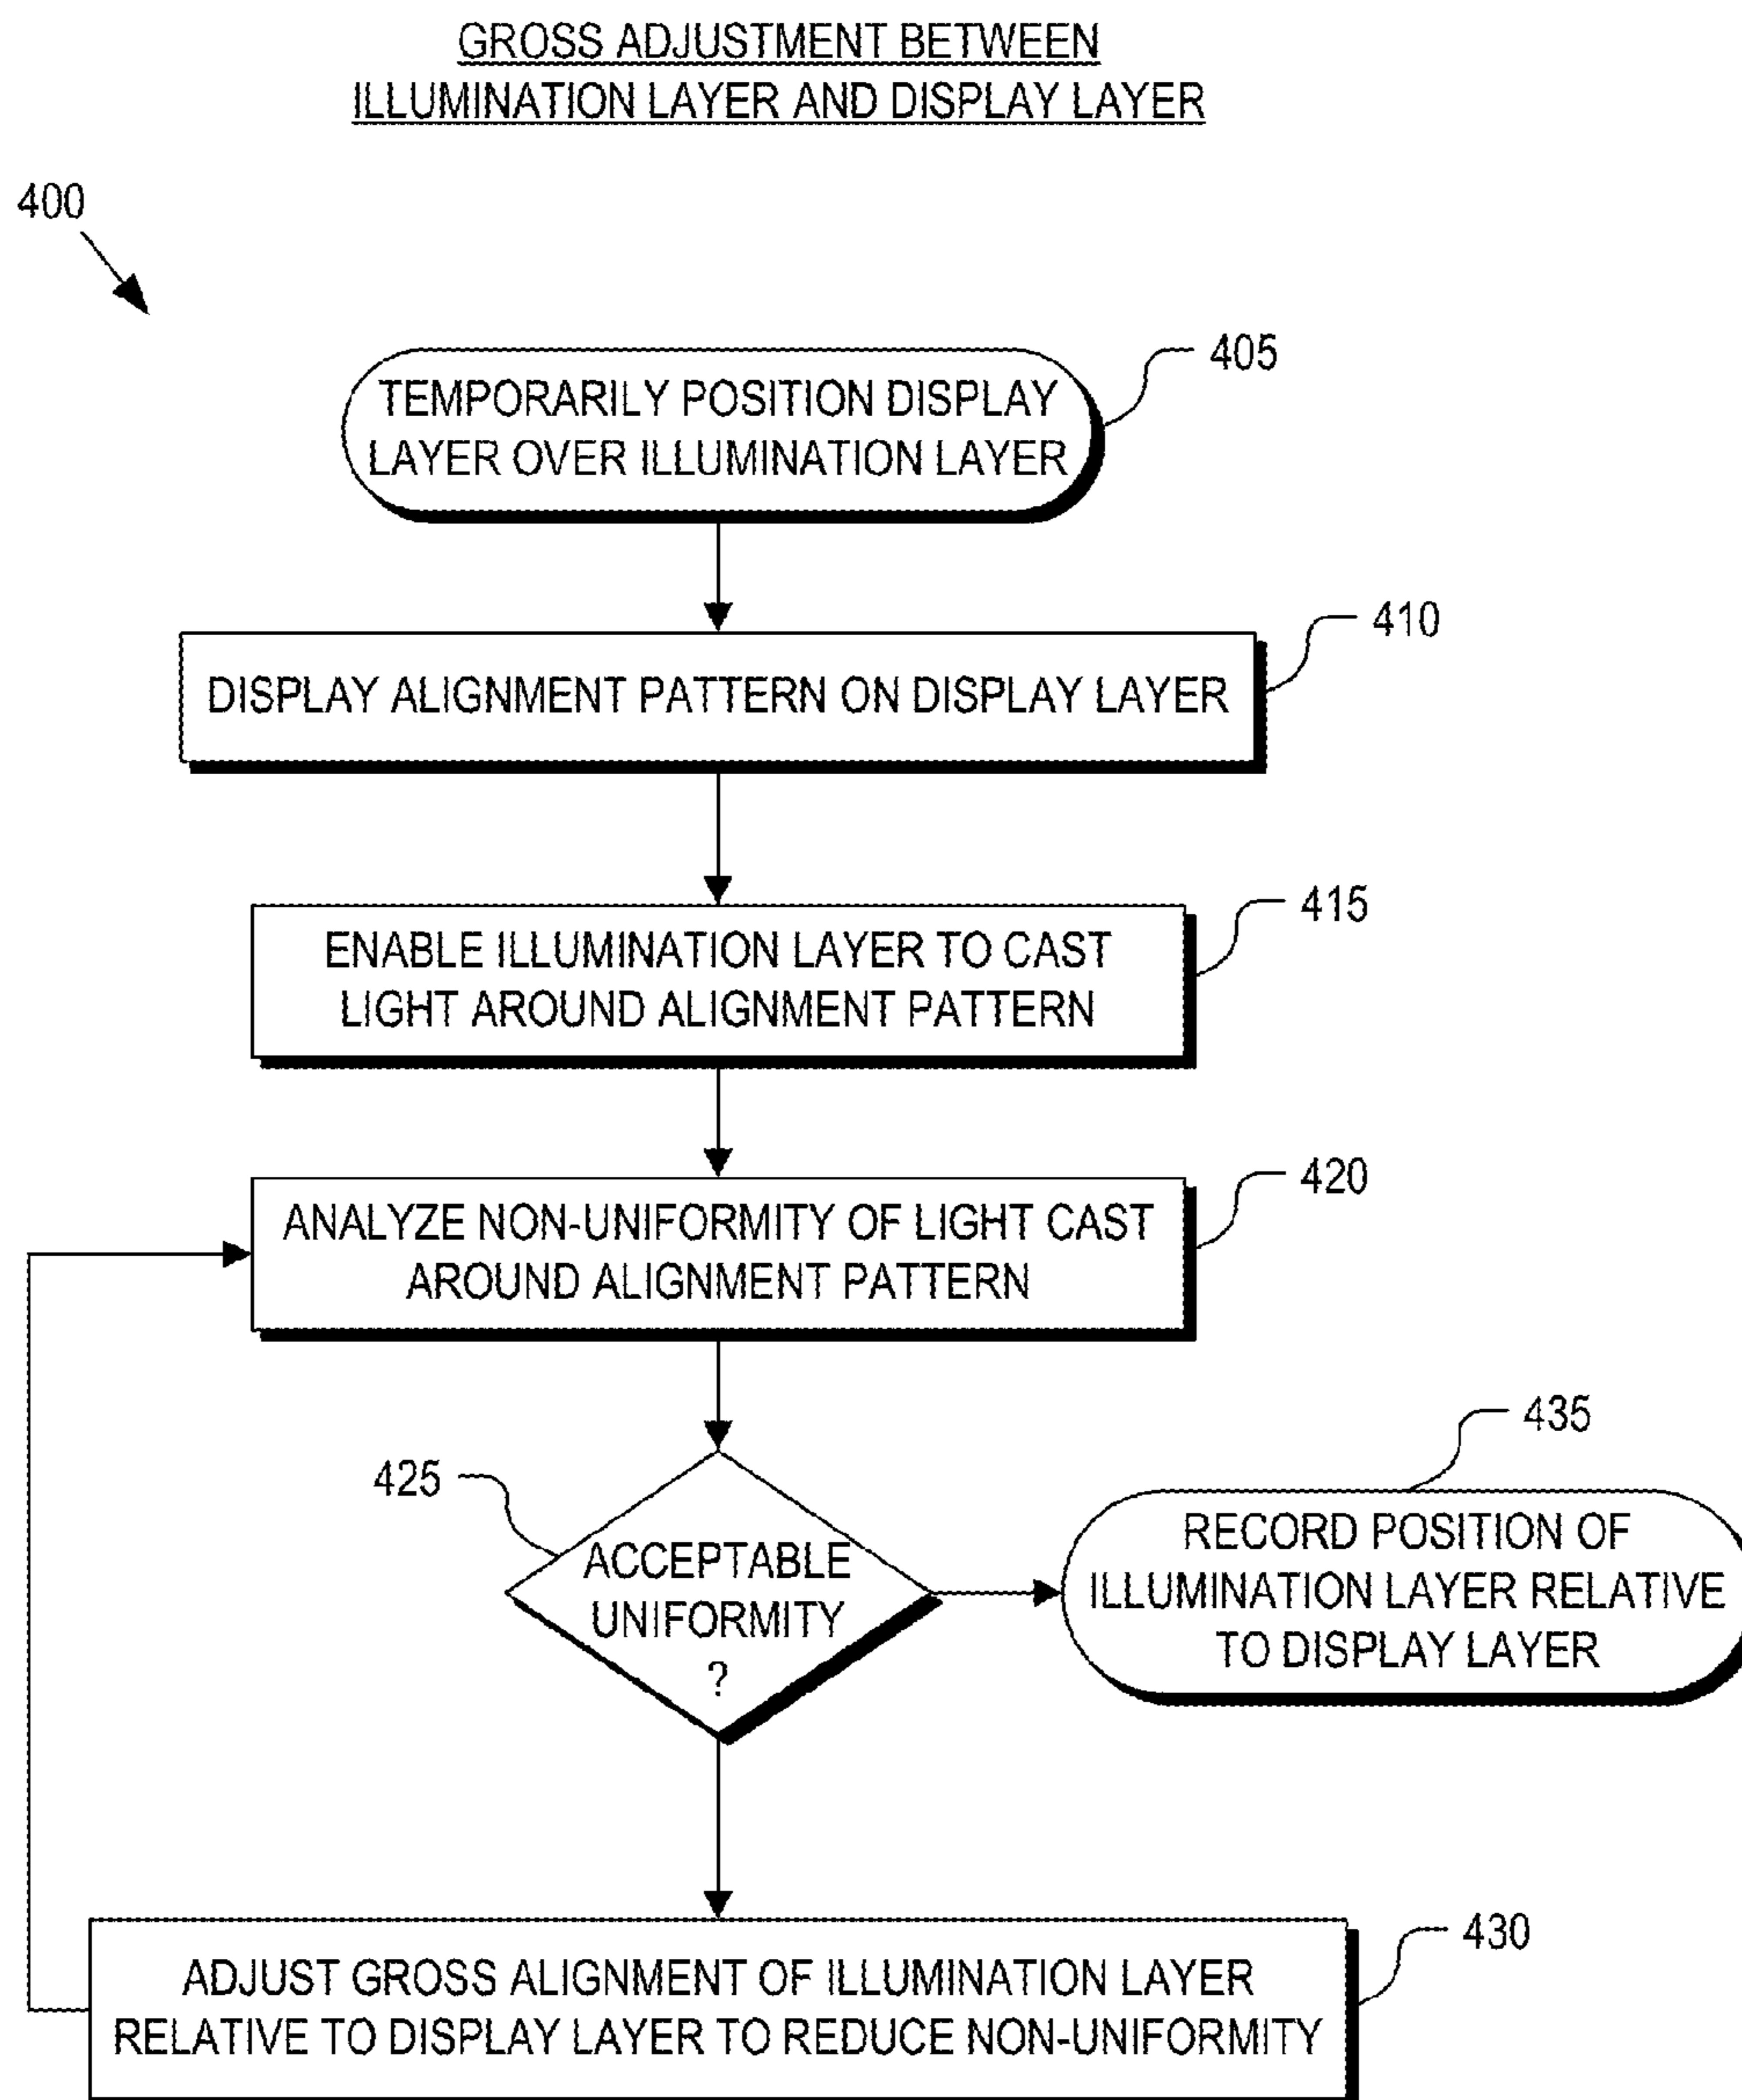 GROSS ADJUSTMENT BETWEEN
ILLUMINATION LAYER AND DISPLAY LAYER
400
405
TEMPORARILY POSITION DISPLAY
LAYER OVER ILLUMINATION LAYER
410
DISPLAY ALIGNMENT PATTERN ON DISPLAY LAYER
415
ENABLE ILLUMINATION LAYER TO CAST
LIGHT AROUND ALIGNMENT PATTERN
420
ANALYZE NON-UNIFORMITY OF LIGHT CAST
AROUND ALIGNMENT PATTERN
425
ACCEPTABLE
UNIFORMITY
?
435
RECORD POSITION OF
ILLUMINATION LAYER RELATIVE
TO DISPLAY LAYER
430
ADJUST GROSS ALIGNMENT OF ILLUMINATION LAYER
RELATIVE TO DISPLAY LAYER TO REDUCE NON-UNIFORMITY